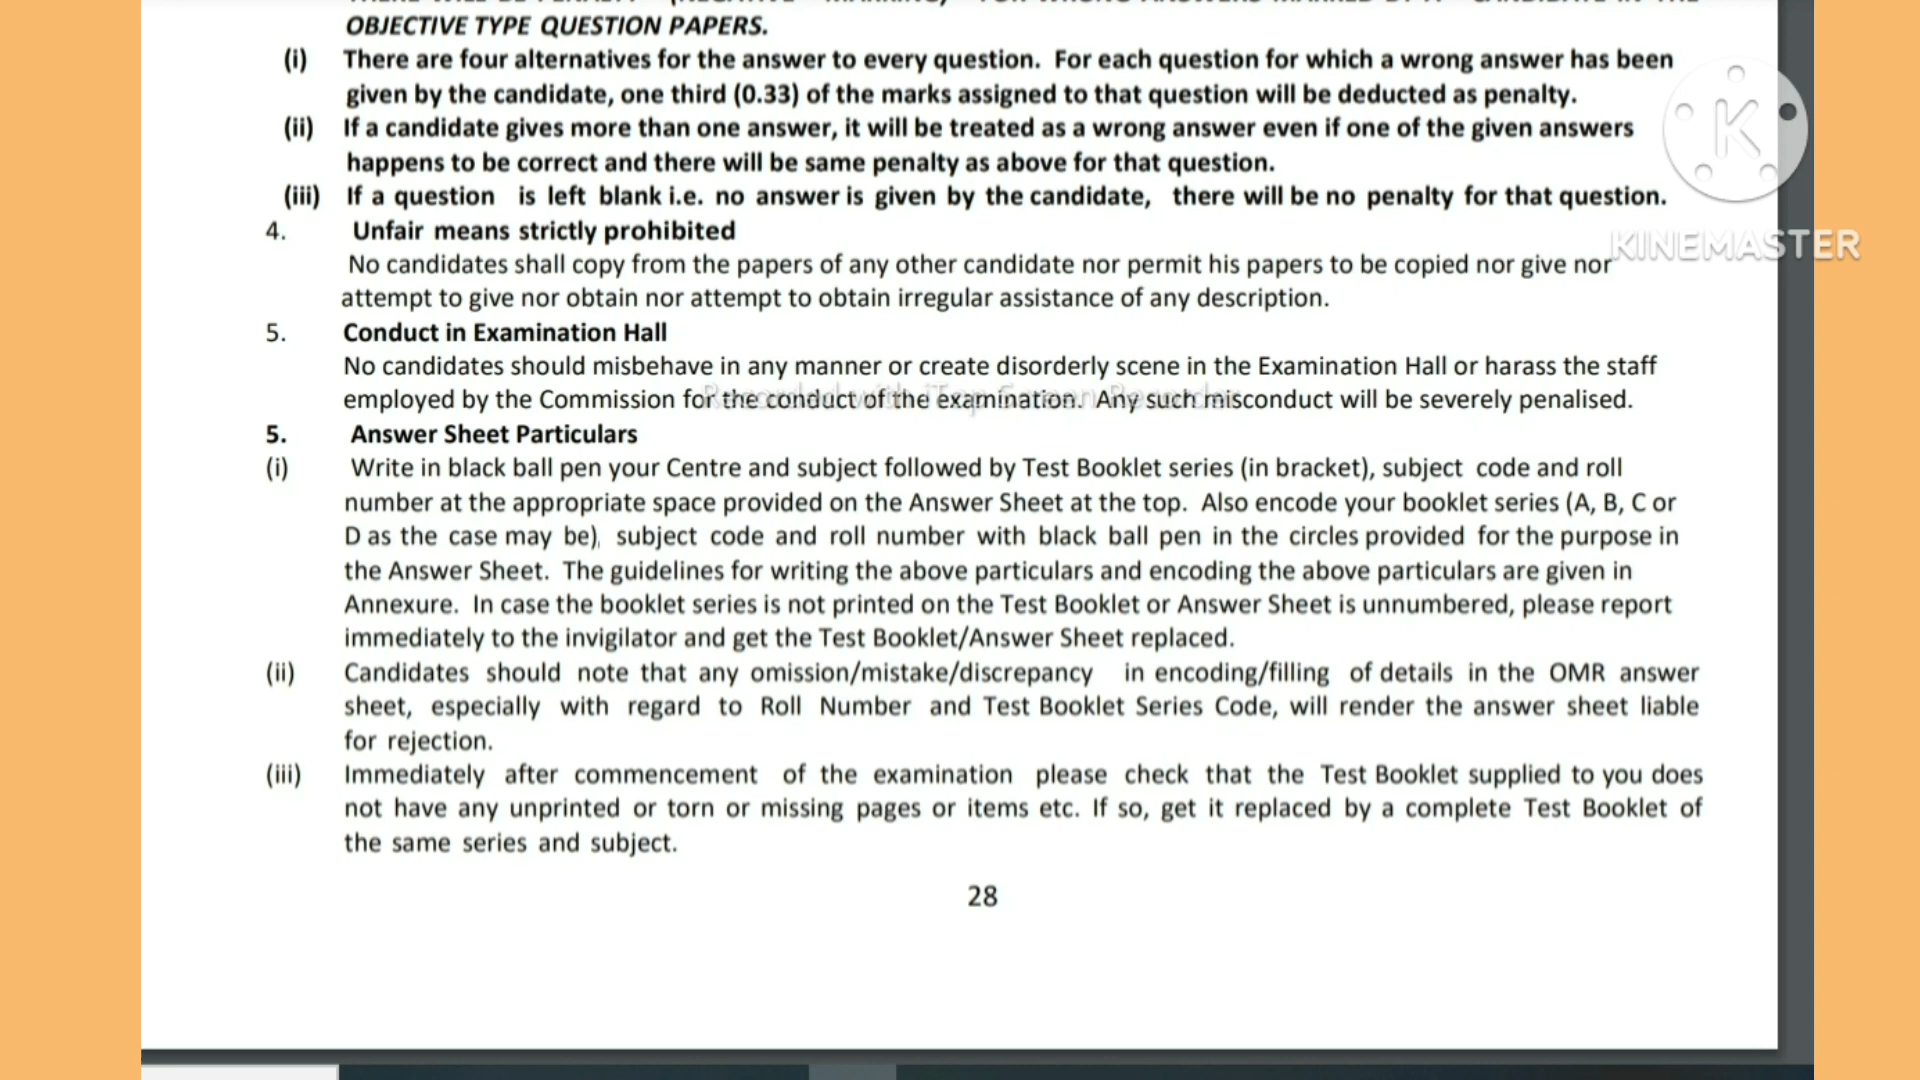 OBJECTIVE TYPE QUESTION PAPERS.
(i) There are four alternatives for the answer to every question. For each question for which a wrong answer has been
given by the candidate, one third (0.33) of the marks assigned to that question will be deducted as penalty.
(ii) If a candidate gives more than one answer, it will be treated as a wrong answer even if one of the given answers
happens to be correct and there will be same penalty as above for that question.
(iii) If a question is left blank i.e. no answer is given by the candidate, there will be no penalty for that question.
4. Unfair means strictly prohibited
No candidates shall copy from the papers of any other candidate nor permit his papers to be copied nor give nor
attempt to give nor obtain nor attempt to obtain irregular assistance of any description.
5. Conduct in Examination Hall
No candidates should misbehave in any manner or create disorderly scene in the Examination Hall or harass the staff
employed by the Commission for the conduct of the examination. Any such misconduct will be severely penalised.
5. Answer Sheet Particulars
(i) Write in black ball pen your Centre and subject followed by Test Booklet series (in bracket), subject code and roll
number at the appropriate space provided on the Answer Sheet at the top. Also encode your booklet series (A, B, C or
D as the case may be), subject code and roll number with black ball pen in the circles provided for the purpose in
the Answer Sheet. The guidelines for writing the above particulars and encoding the above particulars are given in
Annexure. In case the booklet series is not printed on the Test Booklet or Answer Sheet is unnumbered, please report
immediately to the invigilator and get the Test Booklet/Answer Sheet replaced.
(ii) Candidates should note that any omission/mistake/discrepancy in encoding/filling of details in the OMR answer
sheet, especially with regard to Roll Number and Test Booklet Series Code, will render the answer sheet liable
for rejection.
(iii) Immediately after commencement of the examination please check that the Test Booklet supplied to you does
not have any unprinted or torn or missing pages or items etc. If so, get it replaced by a complete Test Booklet of
the same series and subject.
28
K
KINEMASTER
Recorded with iTop Screen Recorder